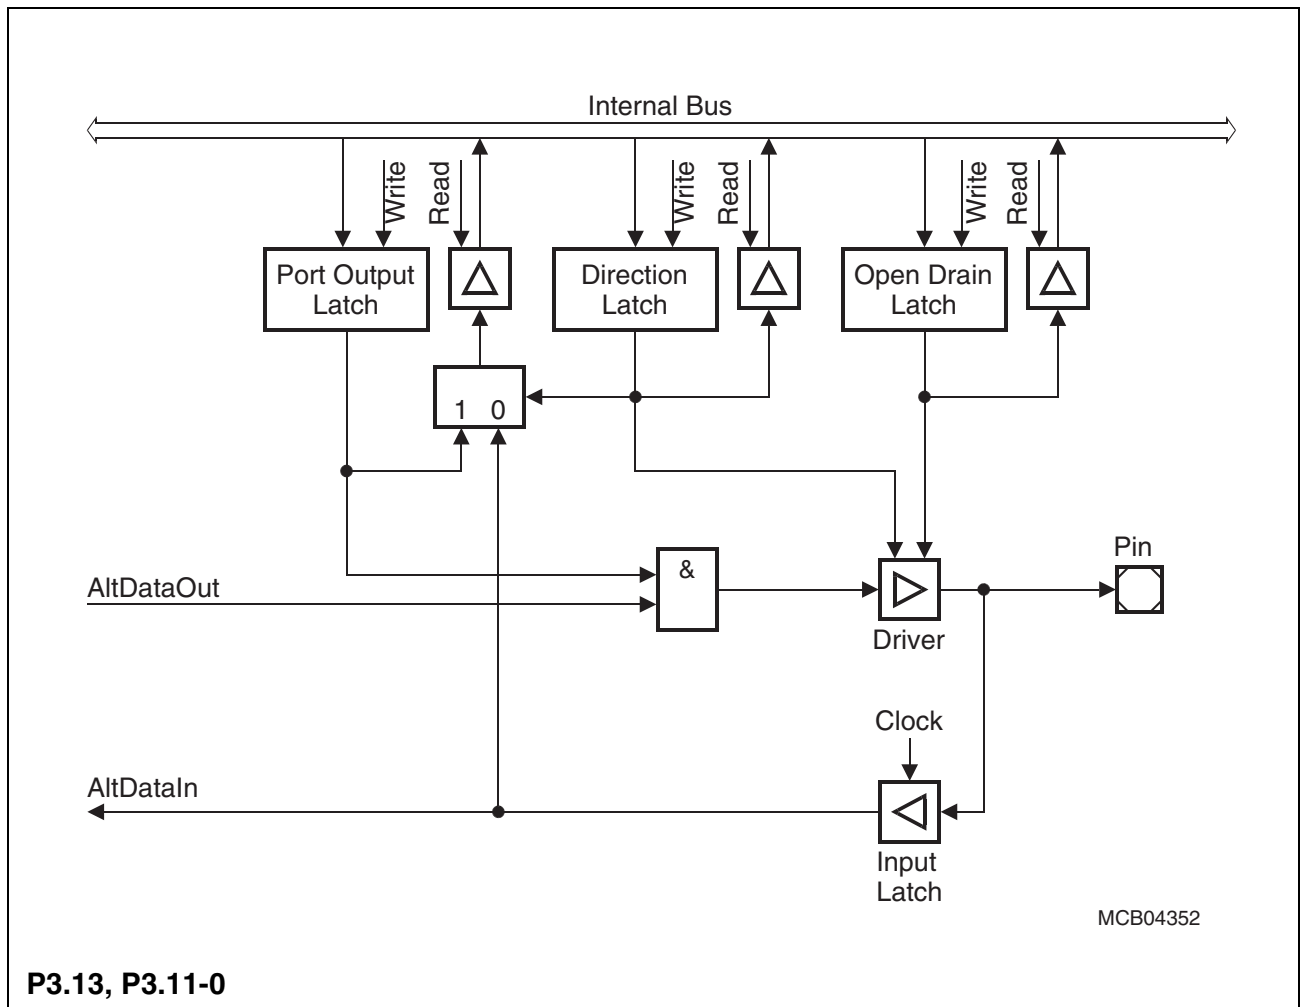 Internal Bus
Write
Read
Write
Read
Write
Read
Port Output
Latch
Direction
Latch
Open Drain
Latch
1 0
AltDataOut
&
Pin
Driver
Clock
AltDataIn
Input
Latch
MCB04352
P3.13, P3.11-0